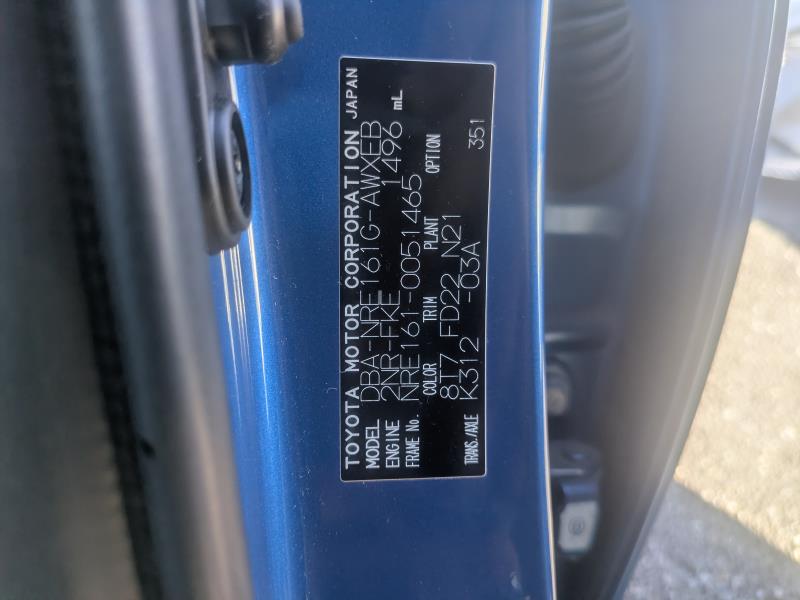 TOYOTA MOTOR CORPORATION JAPAN
MODEL DBA-NRE161G-AWXEB
ENGINE 2NR-FKE 1496 mL
FRAME No. NRE161-0051465
COLOR TRIM PLANT OPTION
8T7 FD22 N21
TRANS./AXLE K312 -03A 351